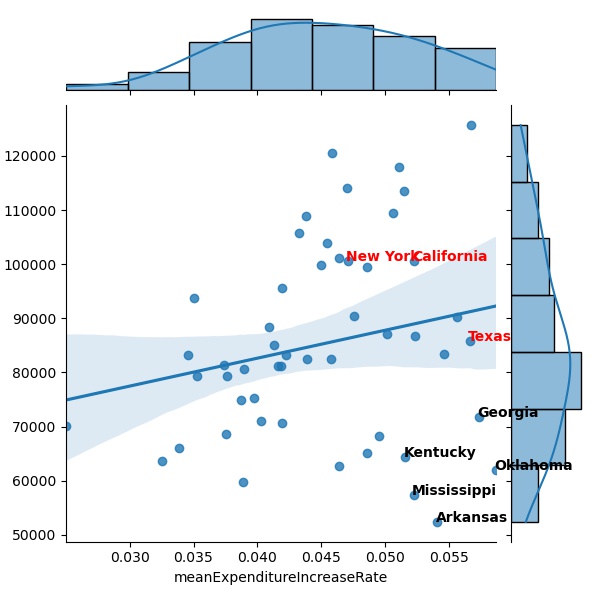 120000
110000
100000
New York
California
90000
Texas
80000
Georgia
70000
Kentucky
Oklahoma
60000
Mississippi
Arkansas
50000
0.030 0.035 0.040 0.045 0.050 0.055
meanExpenditureIncreaseRate